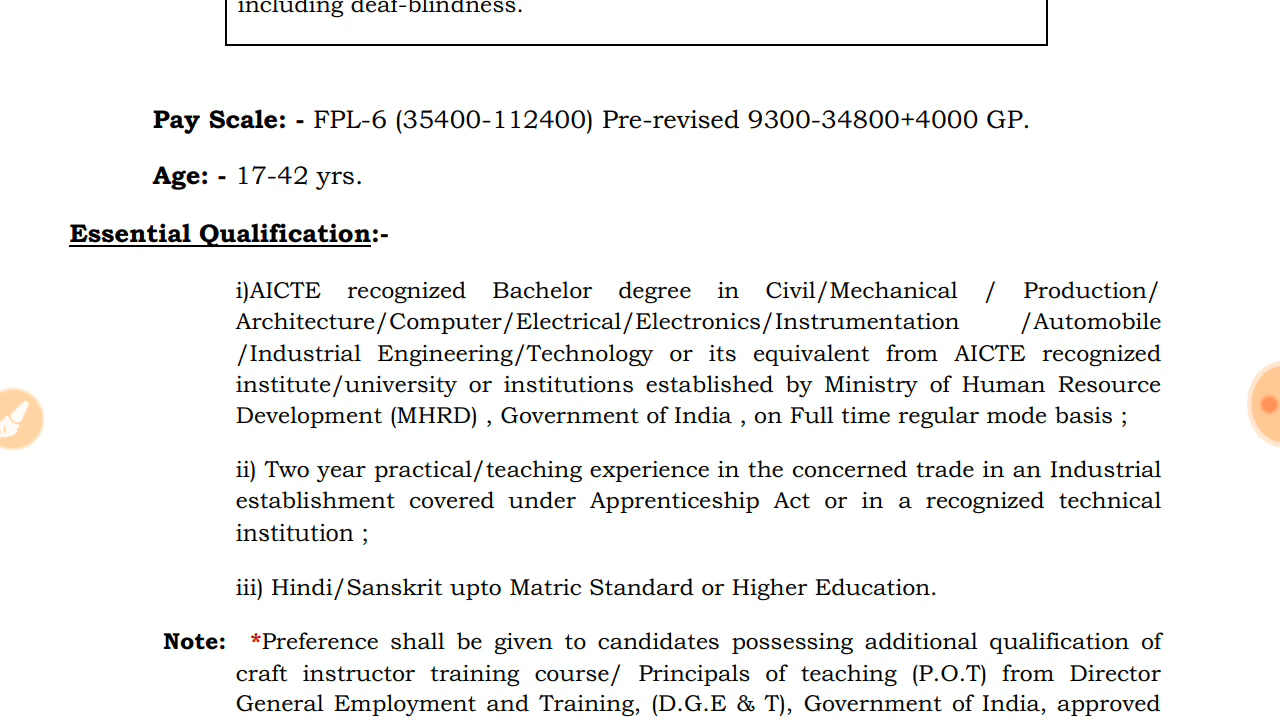 including deaf-blindness.
Pay Scale: - FPL-6 (35400-112400) Pre-revised 9300-34800+4000 GP.
Age: - 17-42 yrs.
Essential Qualification:-
i)AICTE recognized Bachelor degree in Civil/Mechanical / Production/
Architecture/Computer/Electrical/Electronics/Instrumentation /Automobile
/Industrial Engineering/Technology or its equivalent from AICTE recognized
institute/university or institutions established by Ministry of Human Resource
Development (MHRD) , Government of India , on Full time regular mode basis ;
ii) Two year practical/teaching experience in the concerned trade in an Industrial
establishment covered under Apprenticeship Act or in a recognized technical
institution ;
iii) Hindi/Sanskrit upto Matric Standard or Higher Education.
Note: *Preference shall be given to candidates possessing additional qualification of
craft instructor training course/ Principals of teaching (P.O.T) from Director
General Employment and Training, (D.G.E & T), Government of India, approved